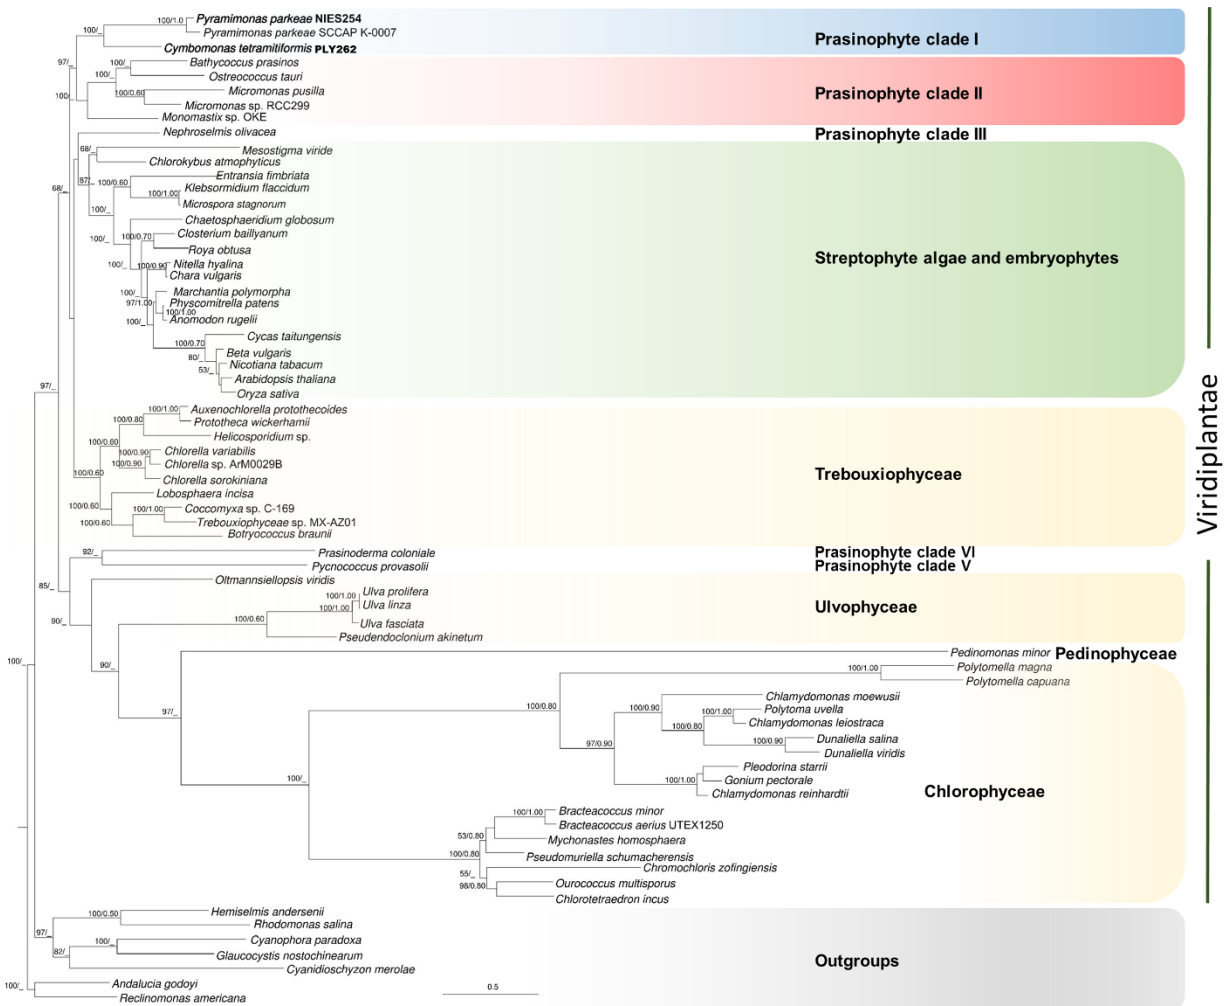 100/1.0 Pyramimonas parkeae NIES254
100/_ Pyramimonas parkeae SCCAP K-0007
Prasinophyte clade I
Cymbomonas tetramitiformis PLY262
97/_ 100/_ Bathycoccus prasinos
Ostreococcus tauri
100/0.60 Micromonas pusilla
Prasinophyte clade II
100/_ Micromonas sp. RCC299
Monomastix sp. OKE
Nephroselmis olivacea
Prasinophyte clade III
68/_ Mesostigma viride
Chlorokybus atmophyticus
87/_ 100/0.60 Entransia fimbriata
68/_ 100/1.00 Klebsormidium flaccidum
Microspora stagnorum
100/_ Chaetosphaeridium globosum
100/_ 100/0.70 Closterium baillyanum
Roya obtusa
Streptophyte algae and embryophytes
100/_ 100/0.90 Nitella hyalina
Chara vulgaris
100/_ Marchantia polymorpha
97/1.00 Physcomitrella patens
100/1.00
100/_ Anomodon rugelii
Cycas taitungensis
100/0.70
80/_ Beta vulgaris
53/_ Nicotiana tabacum
Arabidopsis thaliana
Oryza sativa
97/_
Viridiplantae
100/1.00 Auxenochlorella protothecoides
100/0.80 Prototheca wickerhamii
Helicosporidium sp.
100/0.60 100/0.90 Chlorella variabilis
100/0.90 Chlorella sp. ArM0029B
100/0.60 Chlorella sorokiniana
Trebouxiophyceae
Lobosphaera incisa
100/0.60 100/1.00 Coccomyxa sp. C-169
100/0.60 Trebouxiophyceae sp. MX-AZ01
Botryococcus braunii
92/_ Prasinoderma coloniale
Prasinophyte clade VI
Pycnococcus provasolii
Prasinophyte clade V
85/_ Oltmannsiellopsis viridis
100/1.00 Ulva prolifera
100/1.00 Ulva linza
Ulvophyceae
90/_ 100/0.60 Ulva fasciata
Pseudendoclonium akinetum
Pedinomonas minor Pedinophyceae
100/_ 90/_ 100/1.00 Polytomella magna
Polytomella capuana
97/_ 100/0.80 100/0.90 Chlamydomonas moewusii
100/1.00 Polytoma uvella
100/0.80 Chlamydomonas leiostraca
97/0.90 100/0.90 Dunaliella salina
Dunaliella viridis
Pleodorina starrii
100/_ 100/1.00 Gonium pectorale
Chlamydomonas reinhardtii
Chlorophyceae
100/1.00 Bracteacoccus minor
Bracteacoccus aerius UTEX1250
53/0.80 Mychonastes homosphaera
100/0.80 Pseudomuriella schumacherensis
Chromochloris zofingiensis
55/_
98/0.80 Ourococcus multisporus
Chlorotetraedron incus
100/0.50 Hemiselmis andersenii
Rhodomonas salina
97/_ 100/_ Cyanophora paradoxa
82/_ Glaucocystis nostochinearum
Outgroups
Cyanidioschyzon merolae
100/_ Andalucia godoyi
0.5
Reclinomonas americana